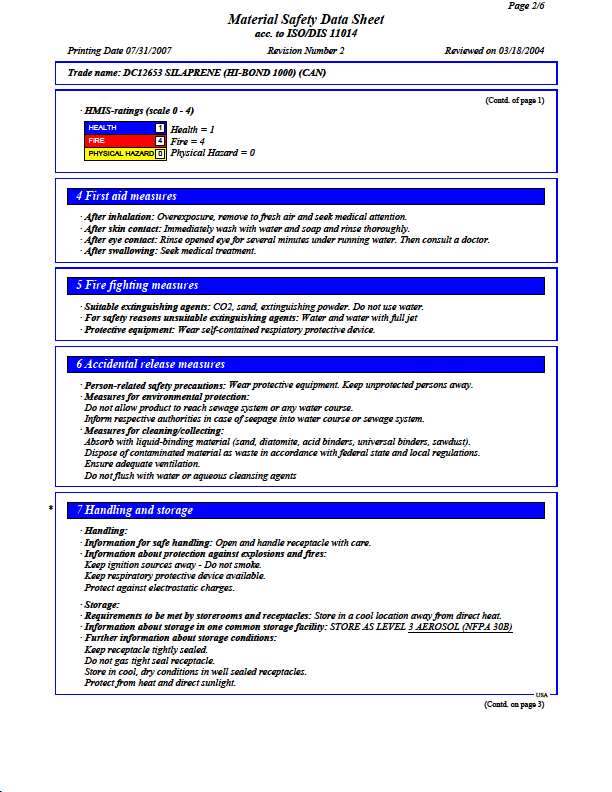 Page 2/6
Material Safety Data Sheet
acc. to ISO/DIS 11014
Printing Date 07/31/2007 Revision Number 2 Reviewed on 03/18/2004
Trade name: DC12653 SILAPRENE (HI-BOND 1000) (CAN)
(Contd. of page 1)
· HMIS-ratings (scale 0 - 4)
HEALTH 1 Health = 1
FIRE 4 Fire = 4
PHYSICAL HAZARD 0 Physical Hazard = 0
4 First aid measures
· After inhalation: Overexposure, remove to fresh air and seek medical attention.
· After skin contact: Immediately wash with water and soap and rinse thoroughly.
· After eye contact: Rinse opened eye for several minutes under running water. Then consult a doctor.
· After swallowing: Seek medical treatment.
5 Fire fighting measures
· Suitable extinguishing agents: CO2, sand, extinguishing powder. Do not use water.
· For safety reasons unsuitable extinguishing agents: Water and water with full jet
· Protective equipment: Wear self-contained respiatory protective device.
6 Accidental release measures
· Person-related safety precautions: Wear protective equipment. Keep unprotected persons away.
· Measures for environmental protection:
Do not allow product to reach sewage system or any water course.
Inform respective authorities in case of seepage into water course or sewage system.
· Measures for cleaning/collecting:
Absorb with liquid-binding material (sand, diatomite, acid binders, universal binders, sawdust).
Dispose of contaminated material as waste in accordance with federal state and local regulations.
Ensure adequate ventilation.
Do not flush with water or aqueous cleansing agents
* 7 Handling and storage
· Handling:
· Information for safe handling: Open and handle receptacle with care.
· Information about protection against explosions and fires:
Keep ignition sources away - Do not smoke.
Keep respiratory protective device available.
Protect against electrostatic charges.
· Storage:
· Requirements to be met by storerooms and receptacles: Store in a cool location away from direct heat.
· Information about storage in one common storage facility: STORE AS LEVEL 3 AEROSOL (NFPA 30B)
· Further information about storage conditions:
Keep receptacle tightly sealed.
Do not gas tight seal receptacle.
Store in cool, dry conditions in well sealed receptacles.
Protect from heat and direct sunlight.
USA
(Contd. on page 3)